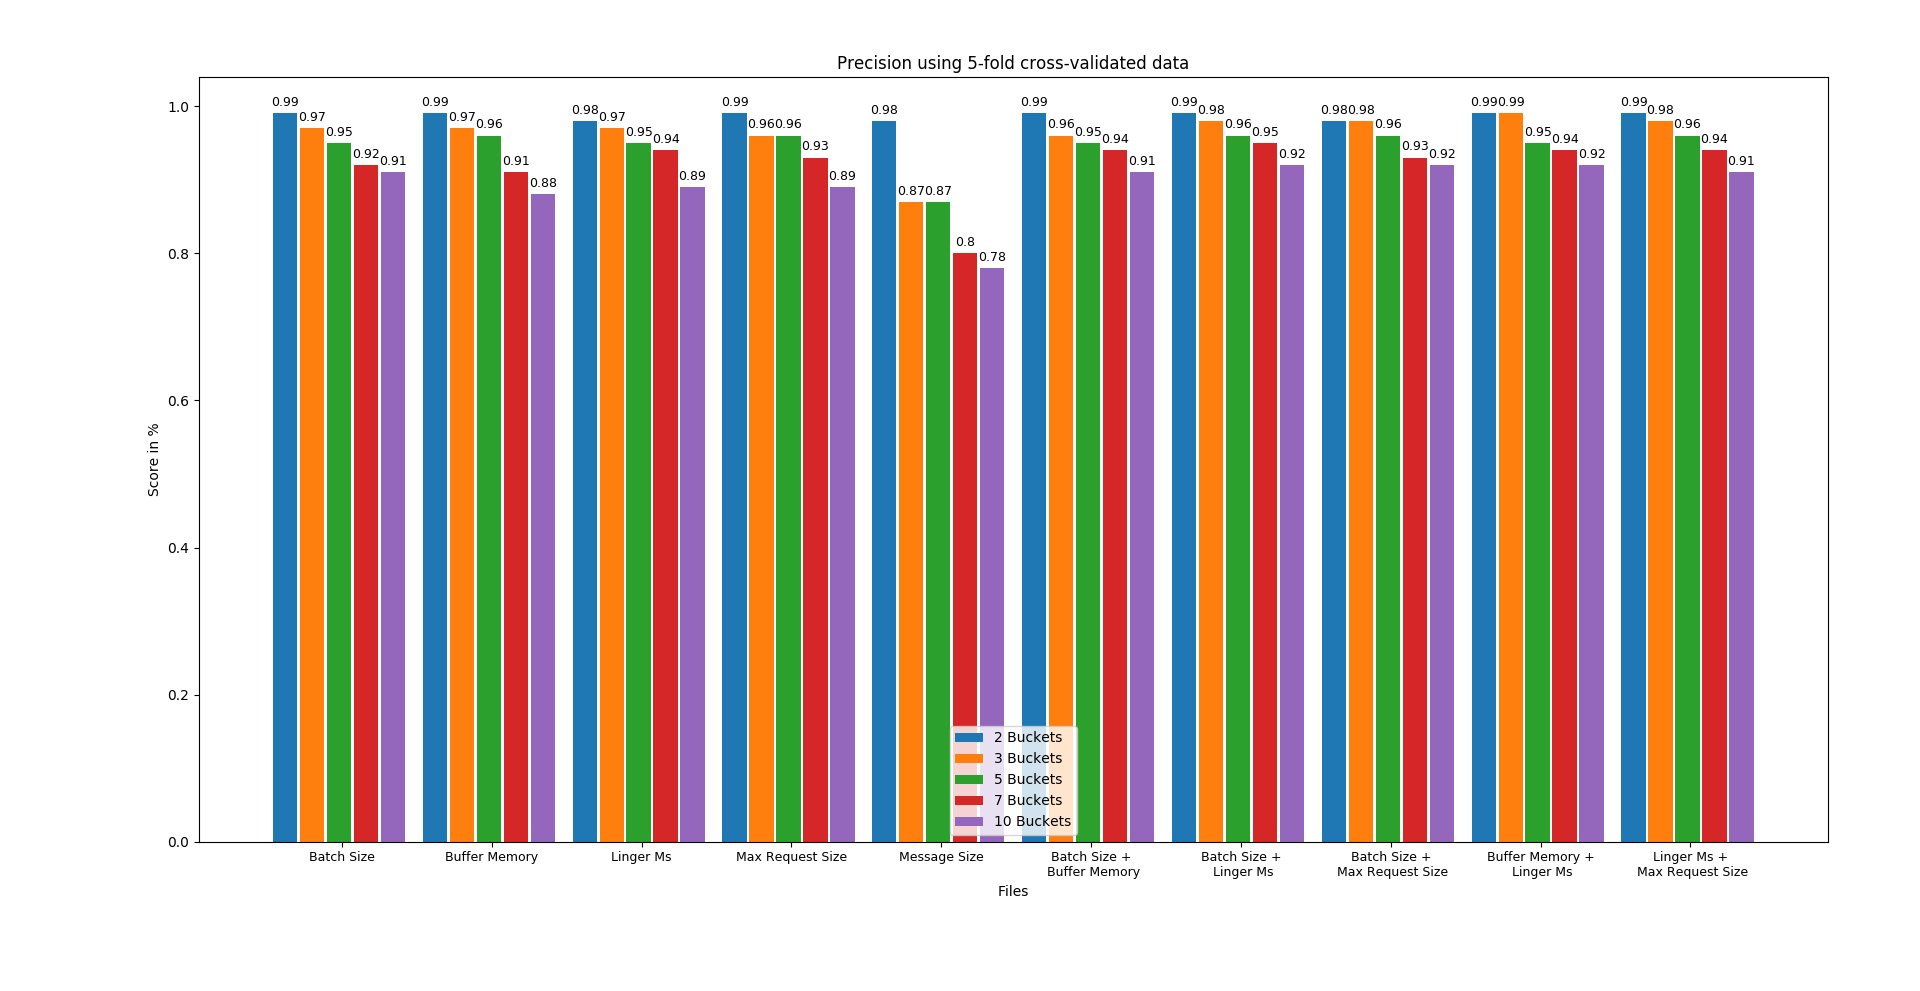 Precision using 5-fold cross-validated data
Score in %
1.0
0.8
0.6
0.4
0.2
0.0
0.99 0.97 0.95 0.92 0.91
0.99 0.97 0.96 0.91 0.88
0.98 0.97 0.95 0.94 0.89
0.99 0.96 0.96 0.93 0.89
0.98 0.87 0.87 0.8 0.78
0.99 0.96 0.95 0.94 0.91
0.99 0.98 0.96 0.95 0.92
0.98 0.98 0.96 0.93 0.92
0.99 0.99 0.95 0.94 0.92
0.99 0.98 0.96 0.94 0.91
2 Buckets
3 Buckets
5 Buckets
7 Buckets
10 Buckets
Batch Size
Buffer Memory
Linger Ms
Max Request Size
Message Size
Batch Size +
Buffer Memory
Batch Size +
Linger Ms
Batch Size +
Max Request Size
Buffer Memory +
Linger Ms
Linger Ms +
Max Request Size
Files